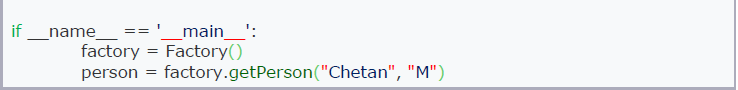 if __name__ == '__main__':
        factory = Factory()
        person = factory.getPerson("Chetan", "M")